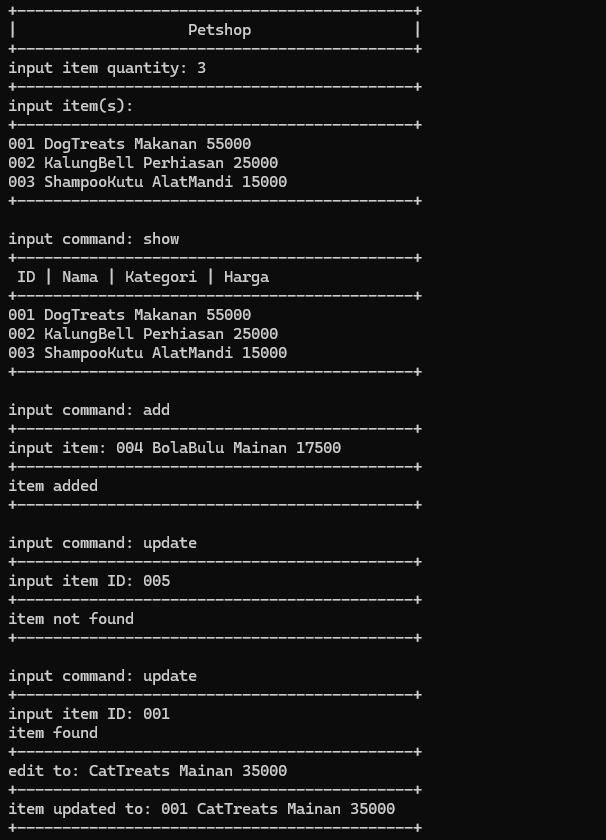 +--------------------------------------------+
|                   Petshop                  |
+--------------------------------------------+
input item quantity: 3
+--------------------------------------------+
input item(s):
+--------------------------------------------+
001 DogTreats Makanan 55000
002 KalungBell Perhiasan 25000
003 ShampooKutu AlatMandi 15000
+--------------------------------------------+
input command: show
+--------------------------------------------+
 ID | Nama | Kategori | Harga
+--------------------------------------------+
001 DogTreats Makanan 55000
002 KalungBell Perhiasan 25000
003 ShampooKutu AlatMandi 15000
+--------------------------------------------+
input command: add
+--------------------------------------------+
input item: 004 BolaBulu Mainan 17500
+--------------------------------------------+
item added
+--------------------------------------------+
input command: update
+--------------------------------------------+
input item ID: 005
+--------------------------------------------+
item not found
+--------------------------------------------+
input command: update
+--------------------------------------------+
input item ID: 001
item found
+--------------------------------------------+
edit to: CatTreats Mainan 35000
+--------------------------------------------+
item updated to: 001 CatTreats Mainan 35000
+--------------------------------------------+